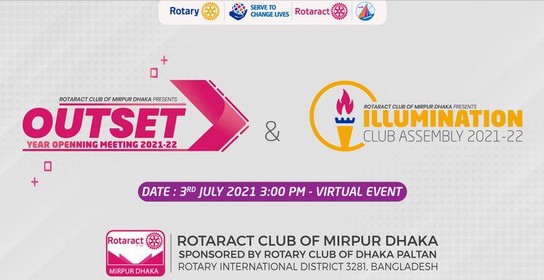 Rotary
SERVE TO
CHANGE LIVES
Rotaract
ROTARACT CLUB OF MIRPUR DHAKA PRESENTS
OUTSET
YEAR OPENNING MEETING 2021-22
&
ROTARACT CLUB OF MIRPUR DHAKA PRESENTS
ILLUMINATION
CLUB ASSEMBLY 2021-22
DATE : 3RD JULY 2021 3:00 PM - VIRTUAL EVENT
Rotaract
MIRPUR DHAKA
ROTARACT CLUB OF MIRPUR DHAKA
SPONSORED BY ROTARY CLUB OF DHAKA PALTAN
ROTARY INTERNATIONAL DISTRICT 3281, BANGLADESH